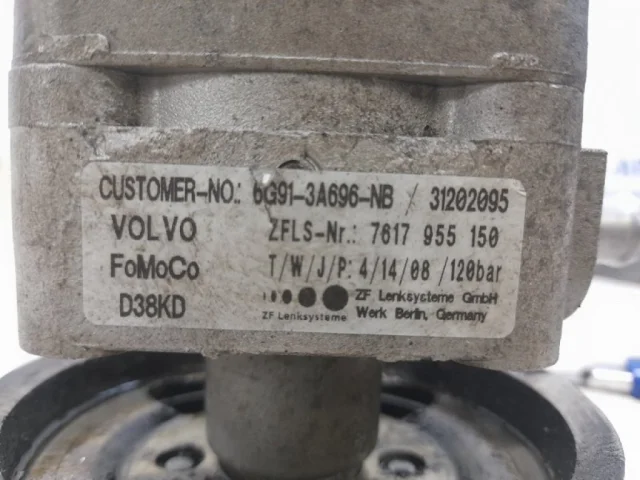 CUSTOMER-NO.: 6G91-3A696-NB / 31202095
VOLVO ZFLS-Nr.: 7617 955 150
FoMoCo T/W/J/P: 4/14/08 /120bar
D38KD ZF Lenksysteme GmbH
ZF Lenksysteme Werk Berlin, Germany